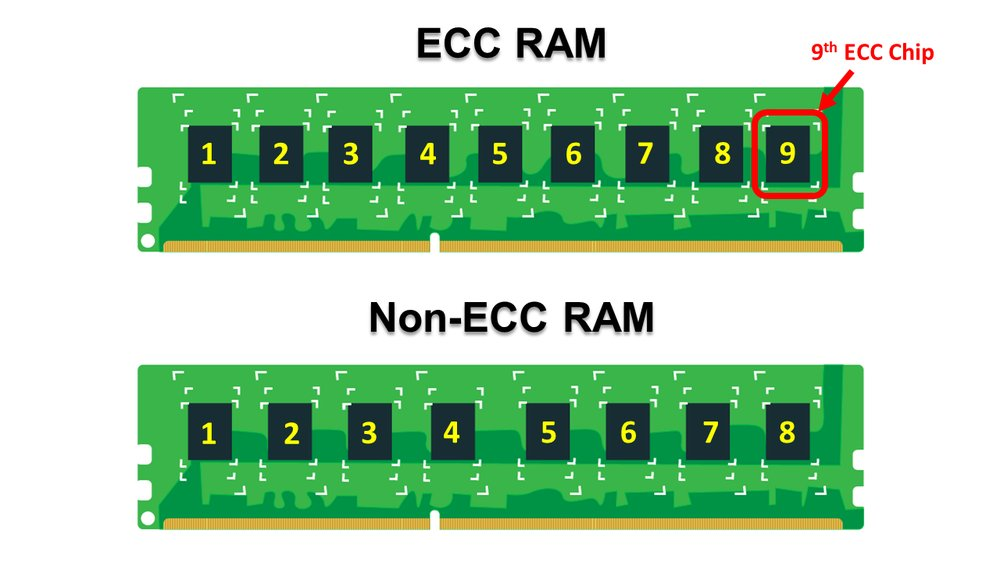 ECC RAM
9th ECC Chip
1 2 3 4 5 6 7 8 9
Non-ECC RAM
1 2 3 4 5 6 7 8